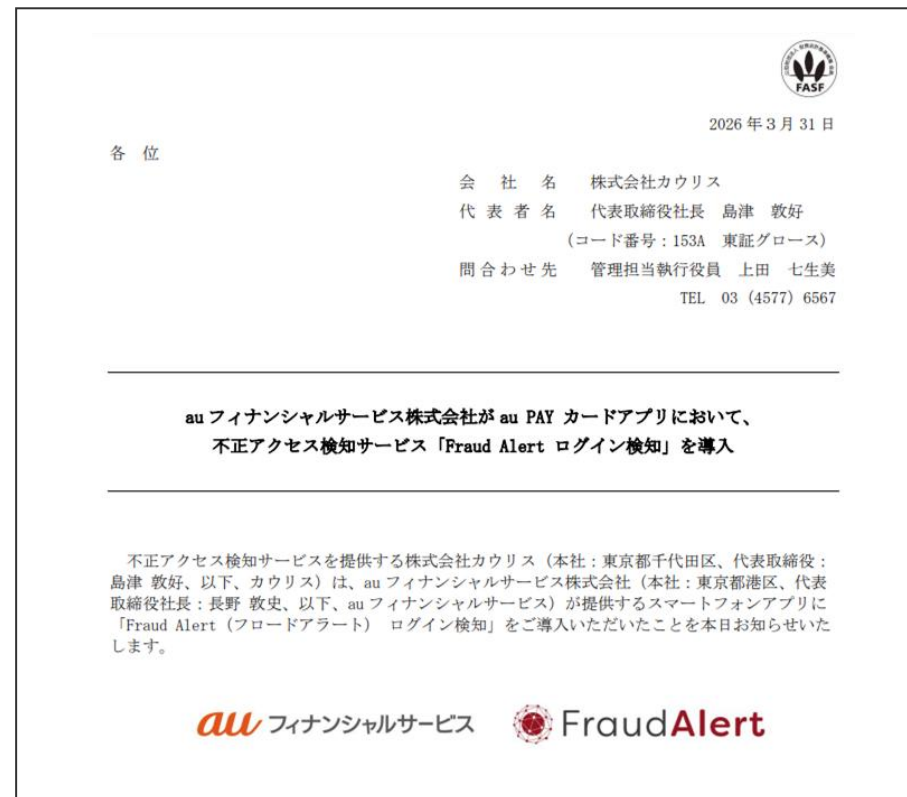 FASF
2026年3月31日
各 位
会 社 名 株式会社カウリス
代 表 者 名 代表取締役社長 島津 敦好
(コード番号:153A 東証グロース)
問合わせ先 管理担当執行役員 上田 七生美
TEL 03 (4577) 6567
au フィナンシャルサービス株式会社が au PAY カードアプリにおいて、
不正アクセス検知サービス「Fraud Alert ログイン検知」を導入
不正アクセス検知サービスを提供する株式会社カウリス(本社:東京都千代田区、代表取締役:
島津 敦好、以下、カウリス)は、au フィナンシャルサービス株式会社(本社:東京都港区、代表
取締役社長:長野 敦史、以下、au フィナンシャルサービス)が提供するスマートフォンアプリに
「Fraud Alert(フロードアラート) ログイン検知」をご導入いただいたことを本日お知らせいた
します。
au フィナンシャルサービス FraudAlert